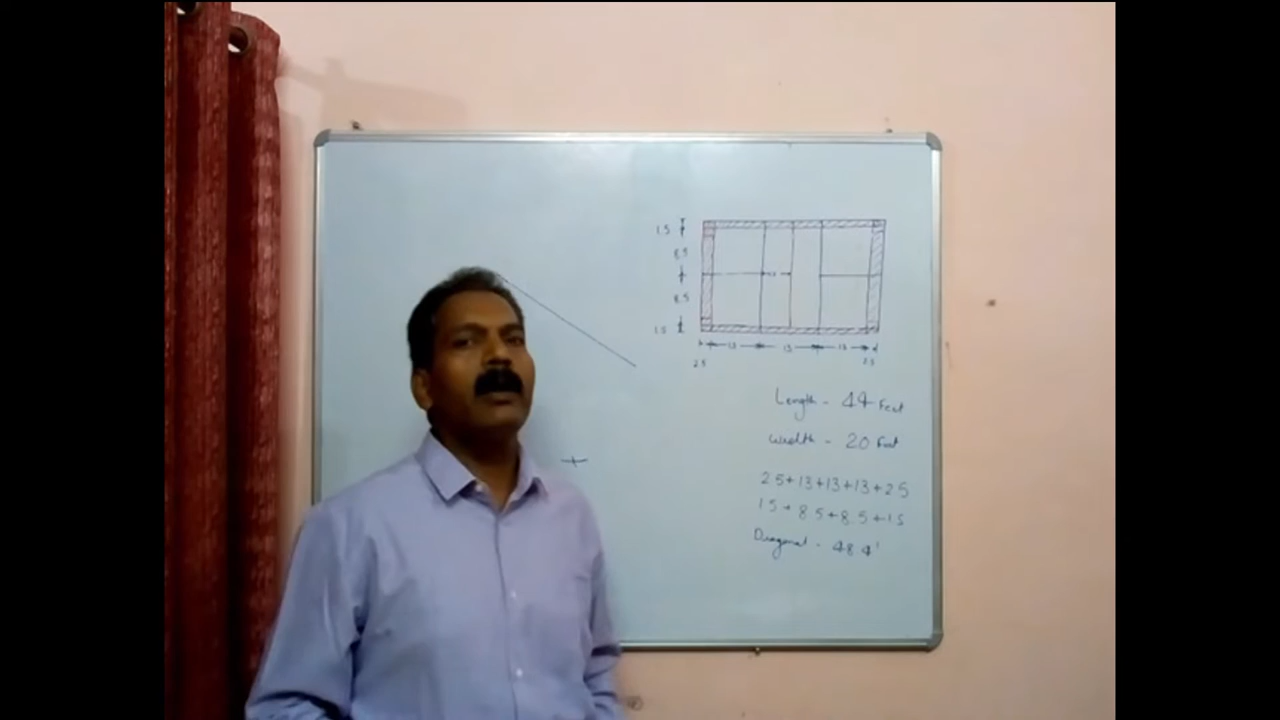 1.5
8.5
8.5
1.5
13 13 13
2.5 2.5
Length - 44 Feet
Width - 20 Feet
2.5+13+13+13+2.5
1.5+8.5+8.5+1.5
Diagonal - 48.4'